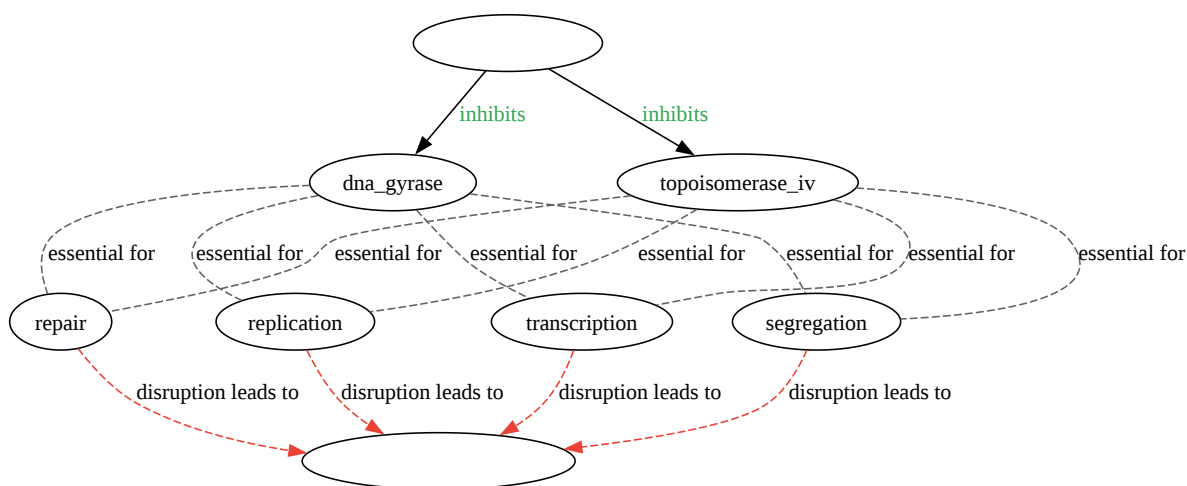 inhibits
inhibits
dna_gyrase
topoisomerase_iv
essential for
essential for
essential for
essential for
essential for
essential for
essential for
essential for
repair
replication
transcription
segregation
disruption leads to
disruption leads to
disruption leads to
disruption leads to